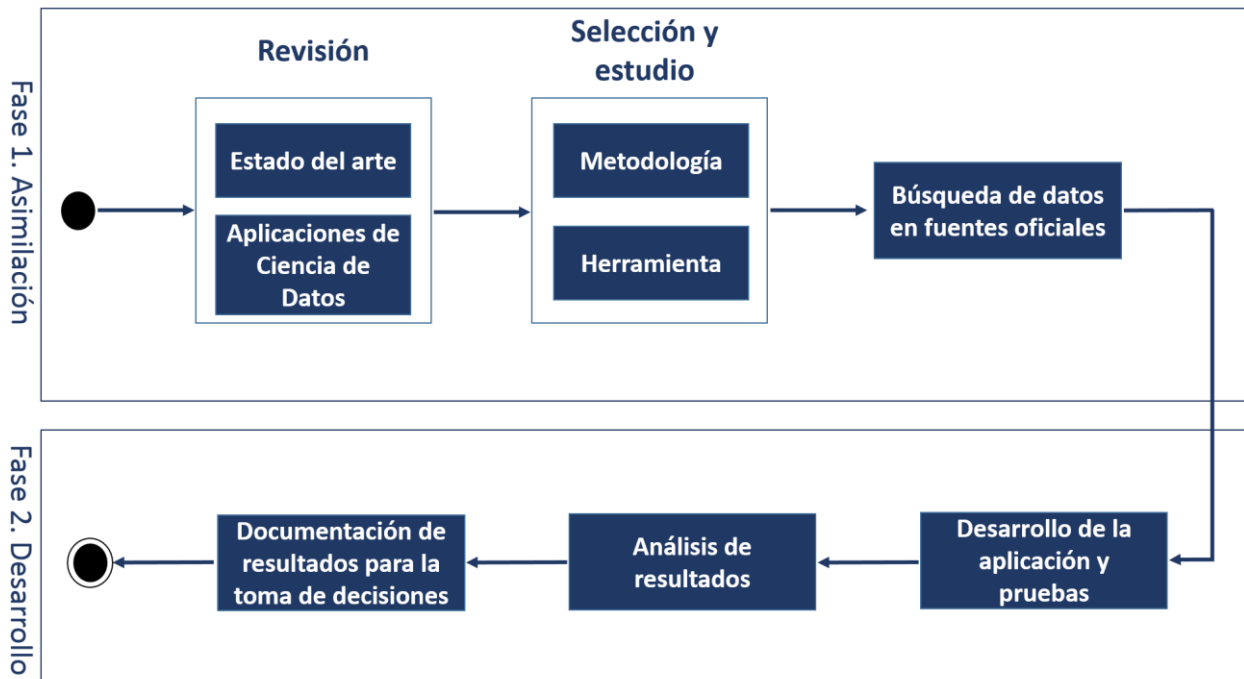 Fase 1. Asimilación
Revisión
Estado del arte
Aplicaciones de
Ciencia de
Datos
Selección y
estudio
Metodología
Herramienta
Búsqueda de datos
en fuentes oficiales
Fase 2. Desarrollo
Documentación de
resultados para la
toma de decisiones
Análisis de
resultados
Desarrollo de la
aplicación y
pruebas